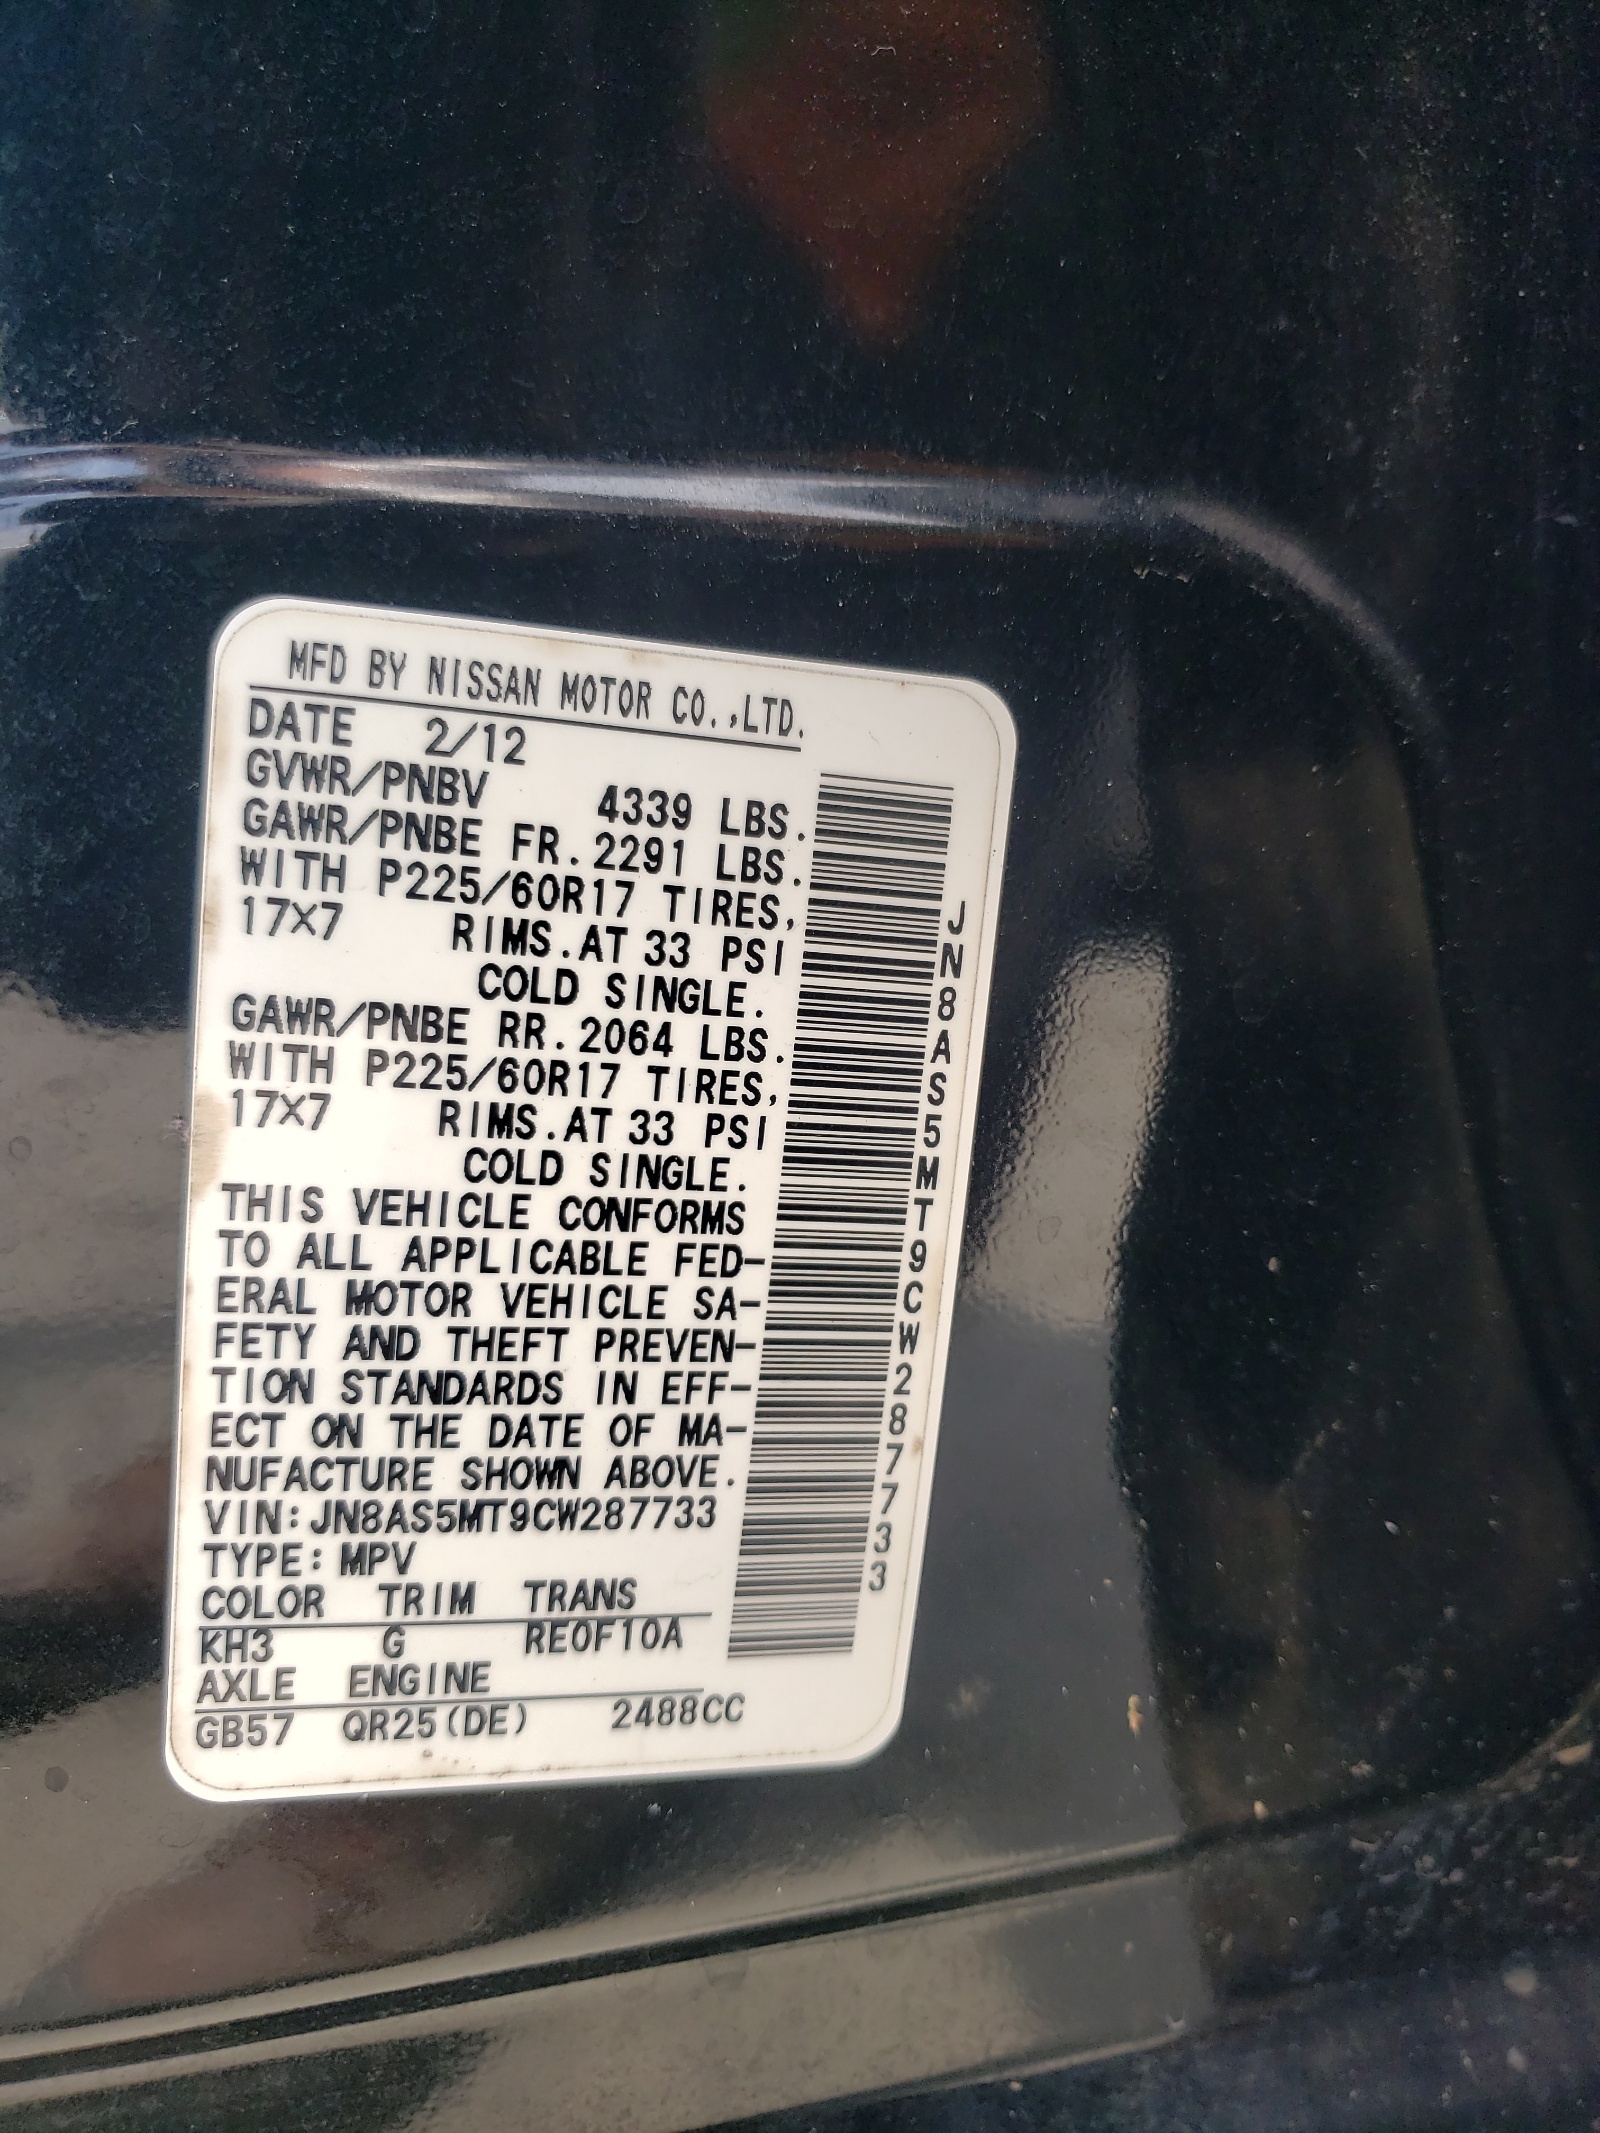 MFD BY NISSAN MOTOR CO.,LTD.
DATE 2/12
GVWR/PNBV 4339 LBS.
GAWR/PNBE FR.2291 LBS.
WITH P225/60R17 TIRES,
17X7 RIMS.AT 33 PSI
COLD SINGLE.
GAWR/PNBE RR.2064 LBS.
WITH P225/60R17 TIRES,
17X7 RIMS.AT 33 PSI
COLD SINGLE.
THIS VEHICLE CONFORMS
TO ALL APPLICABLE FED-
ERAL MOTOR VEHICLE SA-
FETY AND THEFT PREVEN-
TION STANDARDS IN EFF-
ECT ON THE DATE OF MA-
NUFACTURE SHOWN ABOVE.
VIN:JN8AS5MT9CW287733
TYPE:MPV
COLOR TRIM TRANS
KH3 G RE0F10A
AXLE ENGINE
GB57 QR25(DE) 2488CC
JN8AS5MT9CW287733